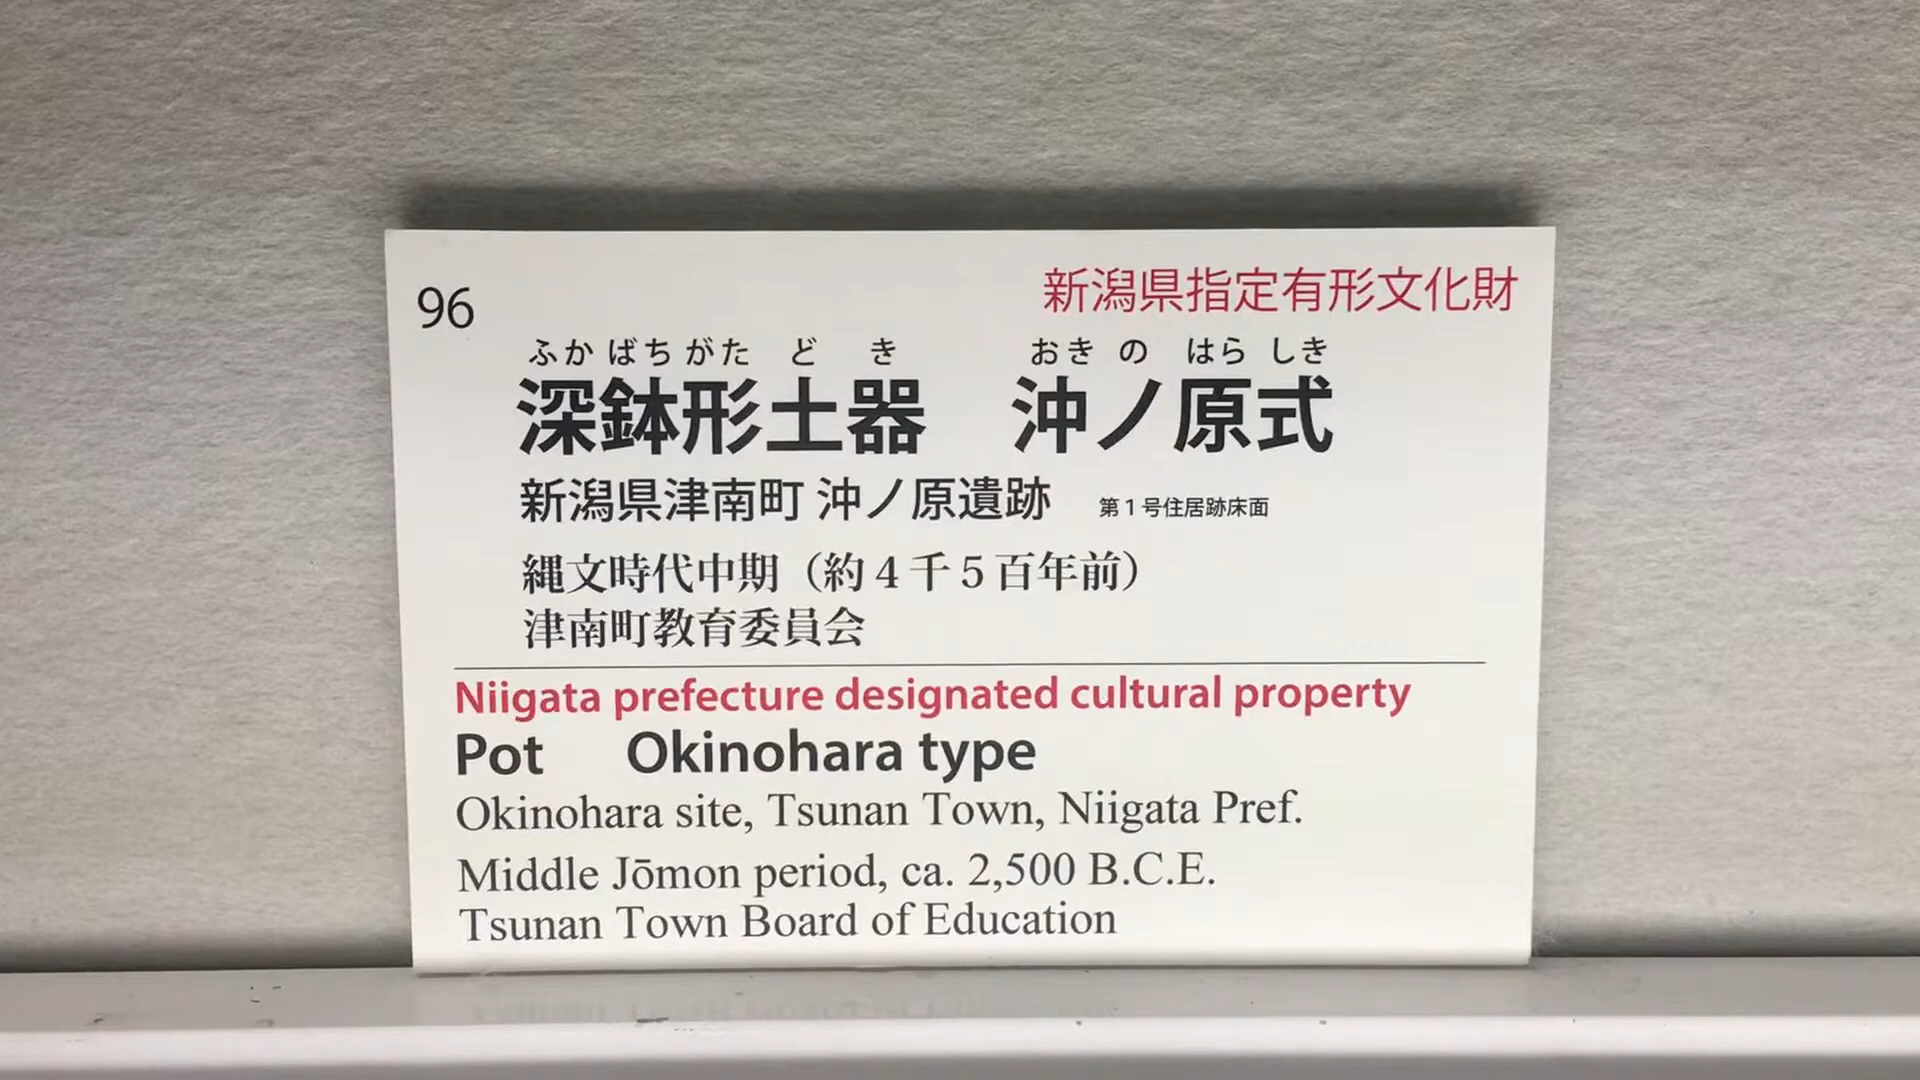 96
新潟県指定有形文化財
ふかばちがたどき おきのはらしき
深鉢形土器 沖ノ原式
新潟県津南町 沖ノ原遺跡 第1号住居跡床面
縄文時代中期（約4千5百年前）
津南町教育委員会
Niigata prefecture designated cultural property
Pot Okinohara type
Okinohara site, Tsunan Town, Niigata Pref.
Middle Jōmon period, ca. 2,500 B.C.E.
Tsunan Town Board of Education